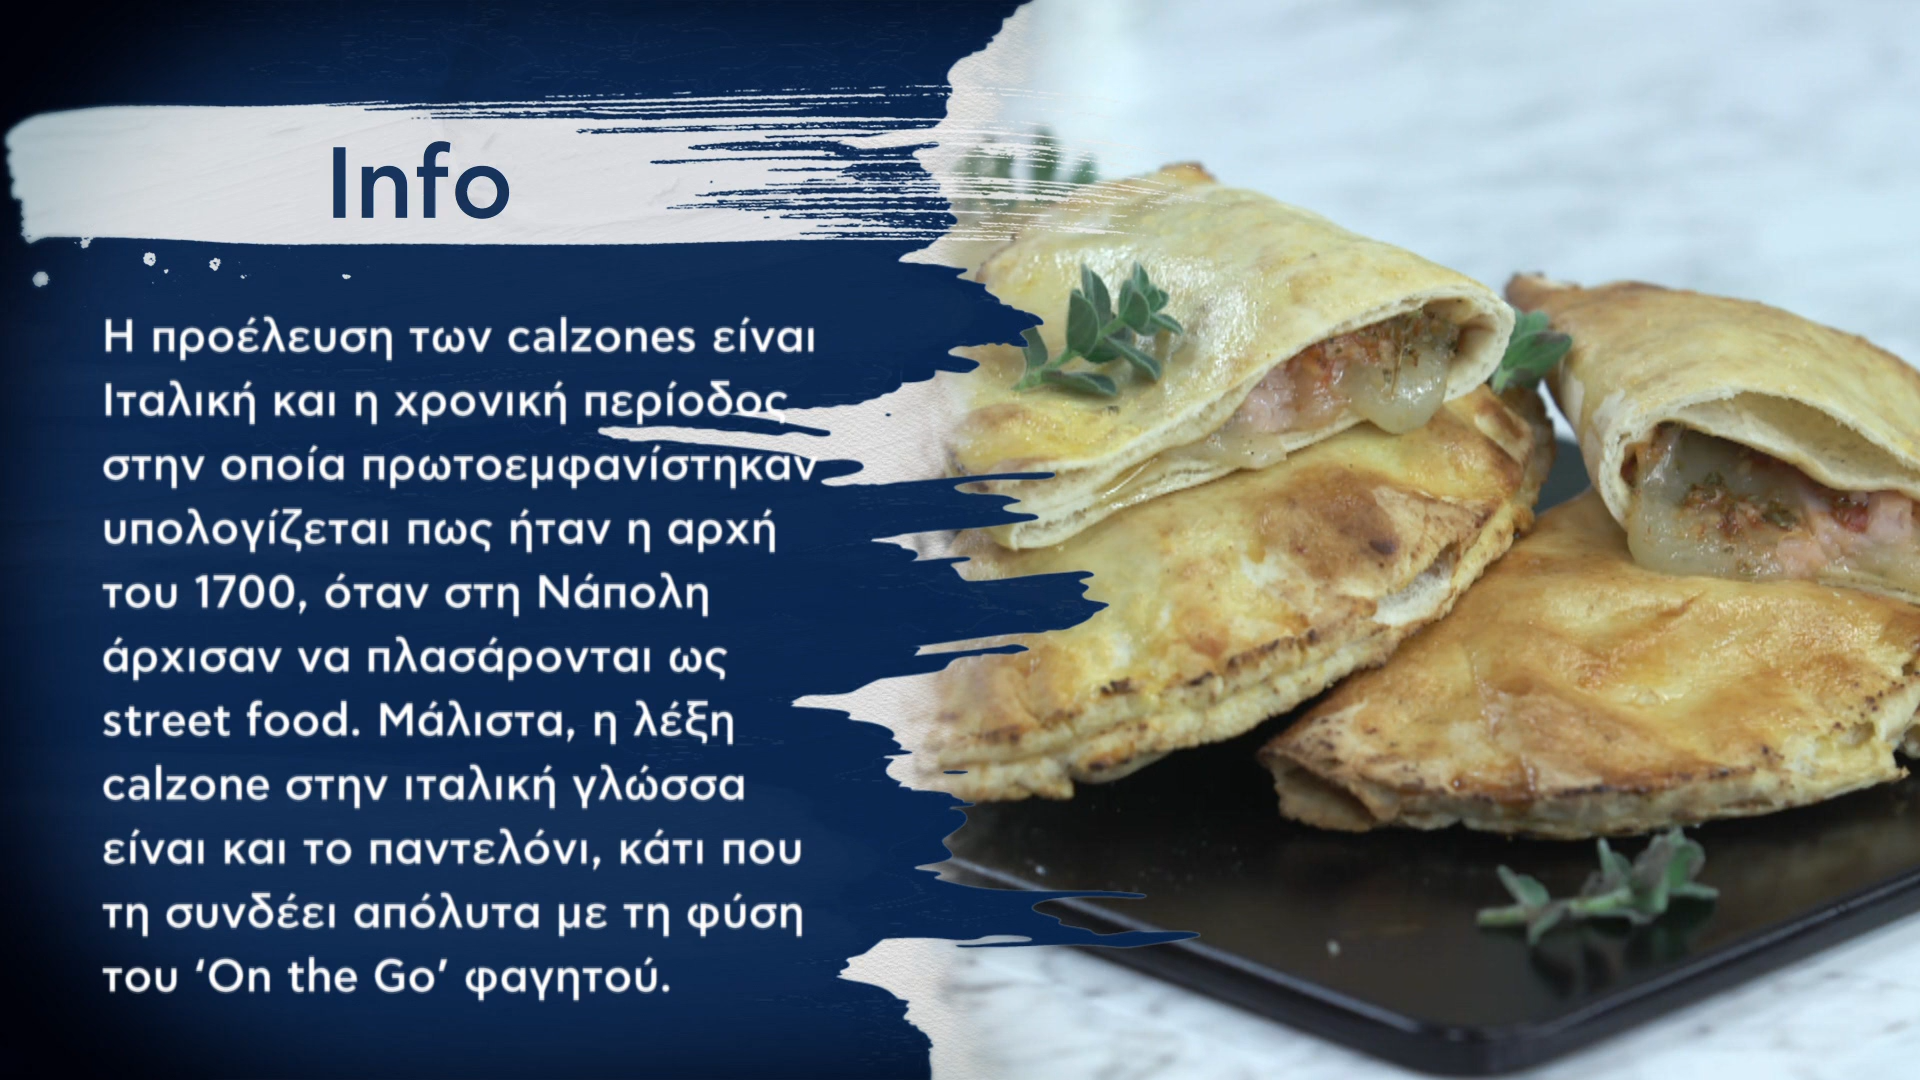 Info
Η προέλευση των calzones είναι
Ιταλική και η χρονική περίοδος
στην οποία πρωτοεμφανίστηκαν
υπολογίζεται πως ήταν η αρχή
του 1700, όταν στη Νάπολη
άρχισαν να πλασάρονται ως
street food. Μάλιστα, η λέξη
calzone στην ιταλική γλώσσα
είναι και το παντελόνι, κάτι που
τη συνδέει απόλυτα με τη φύση
του ‘On the Go’ φαγητού.